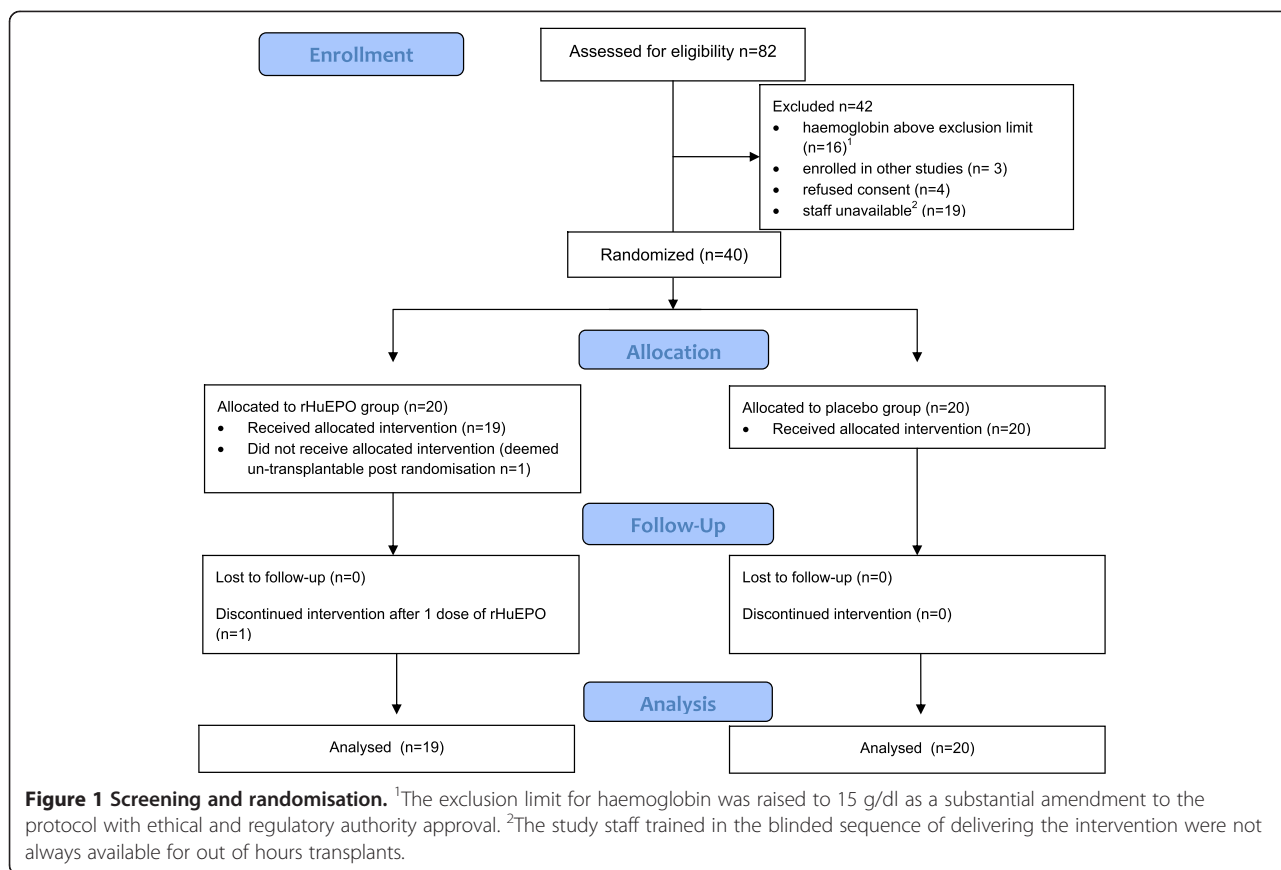 Enrollment
Assessed for eligibility n=82
Excluded n=42
• haemoglobin above exclusion limit
(n=16)¹
• enrolled in other studies (n= 3)
• refused consent (n=4)
• staff unavailable² (n=19)
Randomized (n=40)
Allocation
Allocated to rHuEPO group (n=20)
• Received allocated intervention (n=19)
• Did not receive allocated intervention (deemed
un-transplantable post randomisation n=1)
Allocated to placebo group (n=20)
• Received allocated intervention (n=20)
Follow-Up
Lost to follow-up (n=0)
Discontinued intervention after 1 dose of rHuEPO
(n=1)
Lost to follow-up (n=0)
Discontinued intervention (n=0)
Analysis
Analysed (n=19)
Analysed (n=20)
Figure 1 Screening and randomisation. ¹The exclusion limit for haemoglobin was raised to 15 g/dl as a substantial amendment to the
protocol with ethical and regulatory authority approval. ²The study staff trained in the blinded sequence of delivering the intervention were not
always available for out of hours transplants.